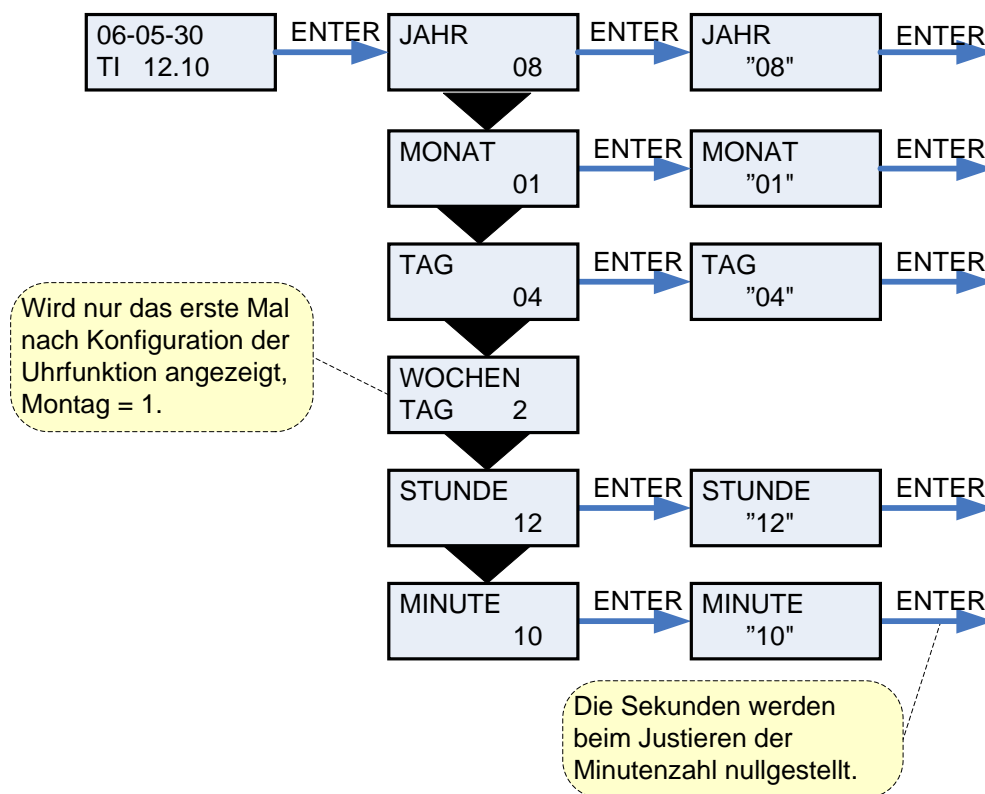 06-05-30
TI 12.10
ENTER
JAHR
08
ENTER
JAHR
"08"
ENTER
MONAT
01
ENTER
MONAT
"01"
ENTER
TAG
04
ENTER
TAG
"04"
ENTER
Wird nur das erste Mal
nach Konfiguration der
Uhrfunktion angezeigt,
Montag = 1.
WOCHEN
TAG 2
STUNDE
12
ENTER
STUNDE
"12"
ENTER
MINUTE
10
ENTER
MINUTE
"10"
ENTER
Die Sekunden werden
beim Justieren der
Minutenzahl nullgestellt.